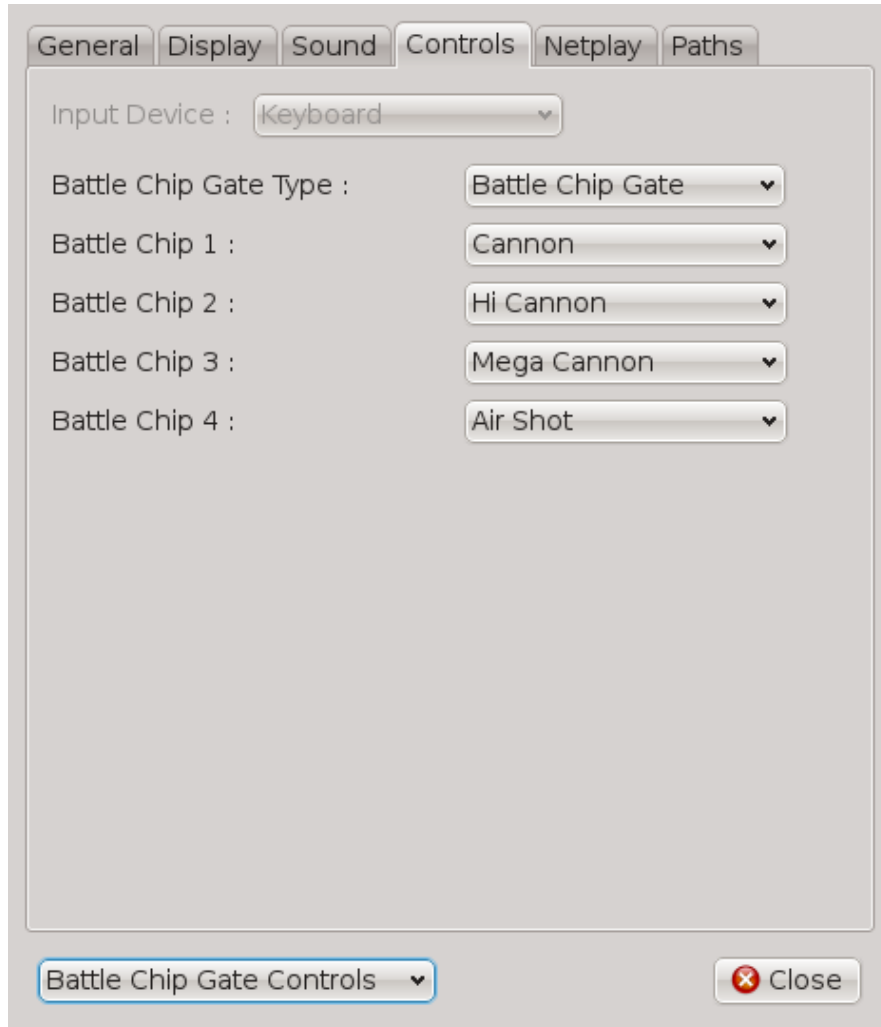 General Display Sound Controls Netplay Paths
Input Device : Keyboard
Battle Chip Gate Type : Battle Chip Gate
Battle Chip 1 : Cannon
Battle Chip 2 : Hi Cannon
Battle Chip 3 : Mega Cannon
Battle Chip 4 : Air Shot
Battle Chip Gate Controls Close